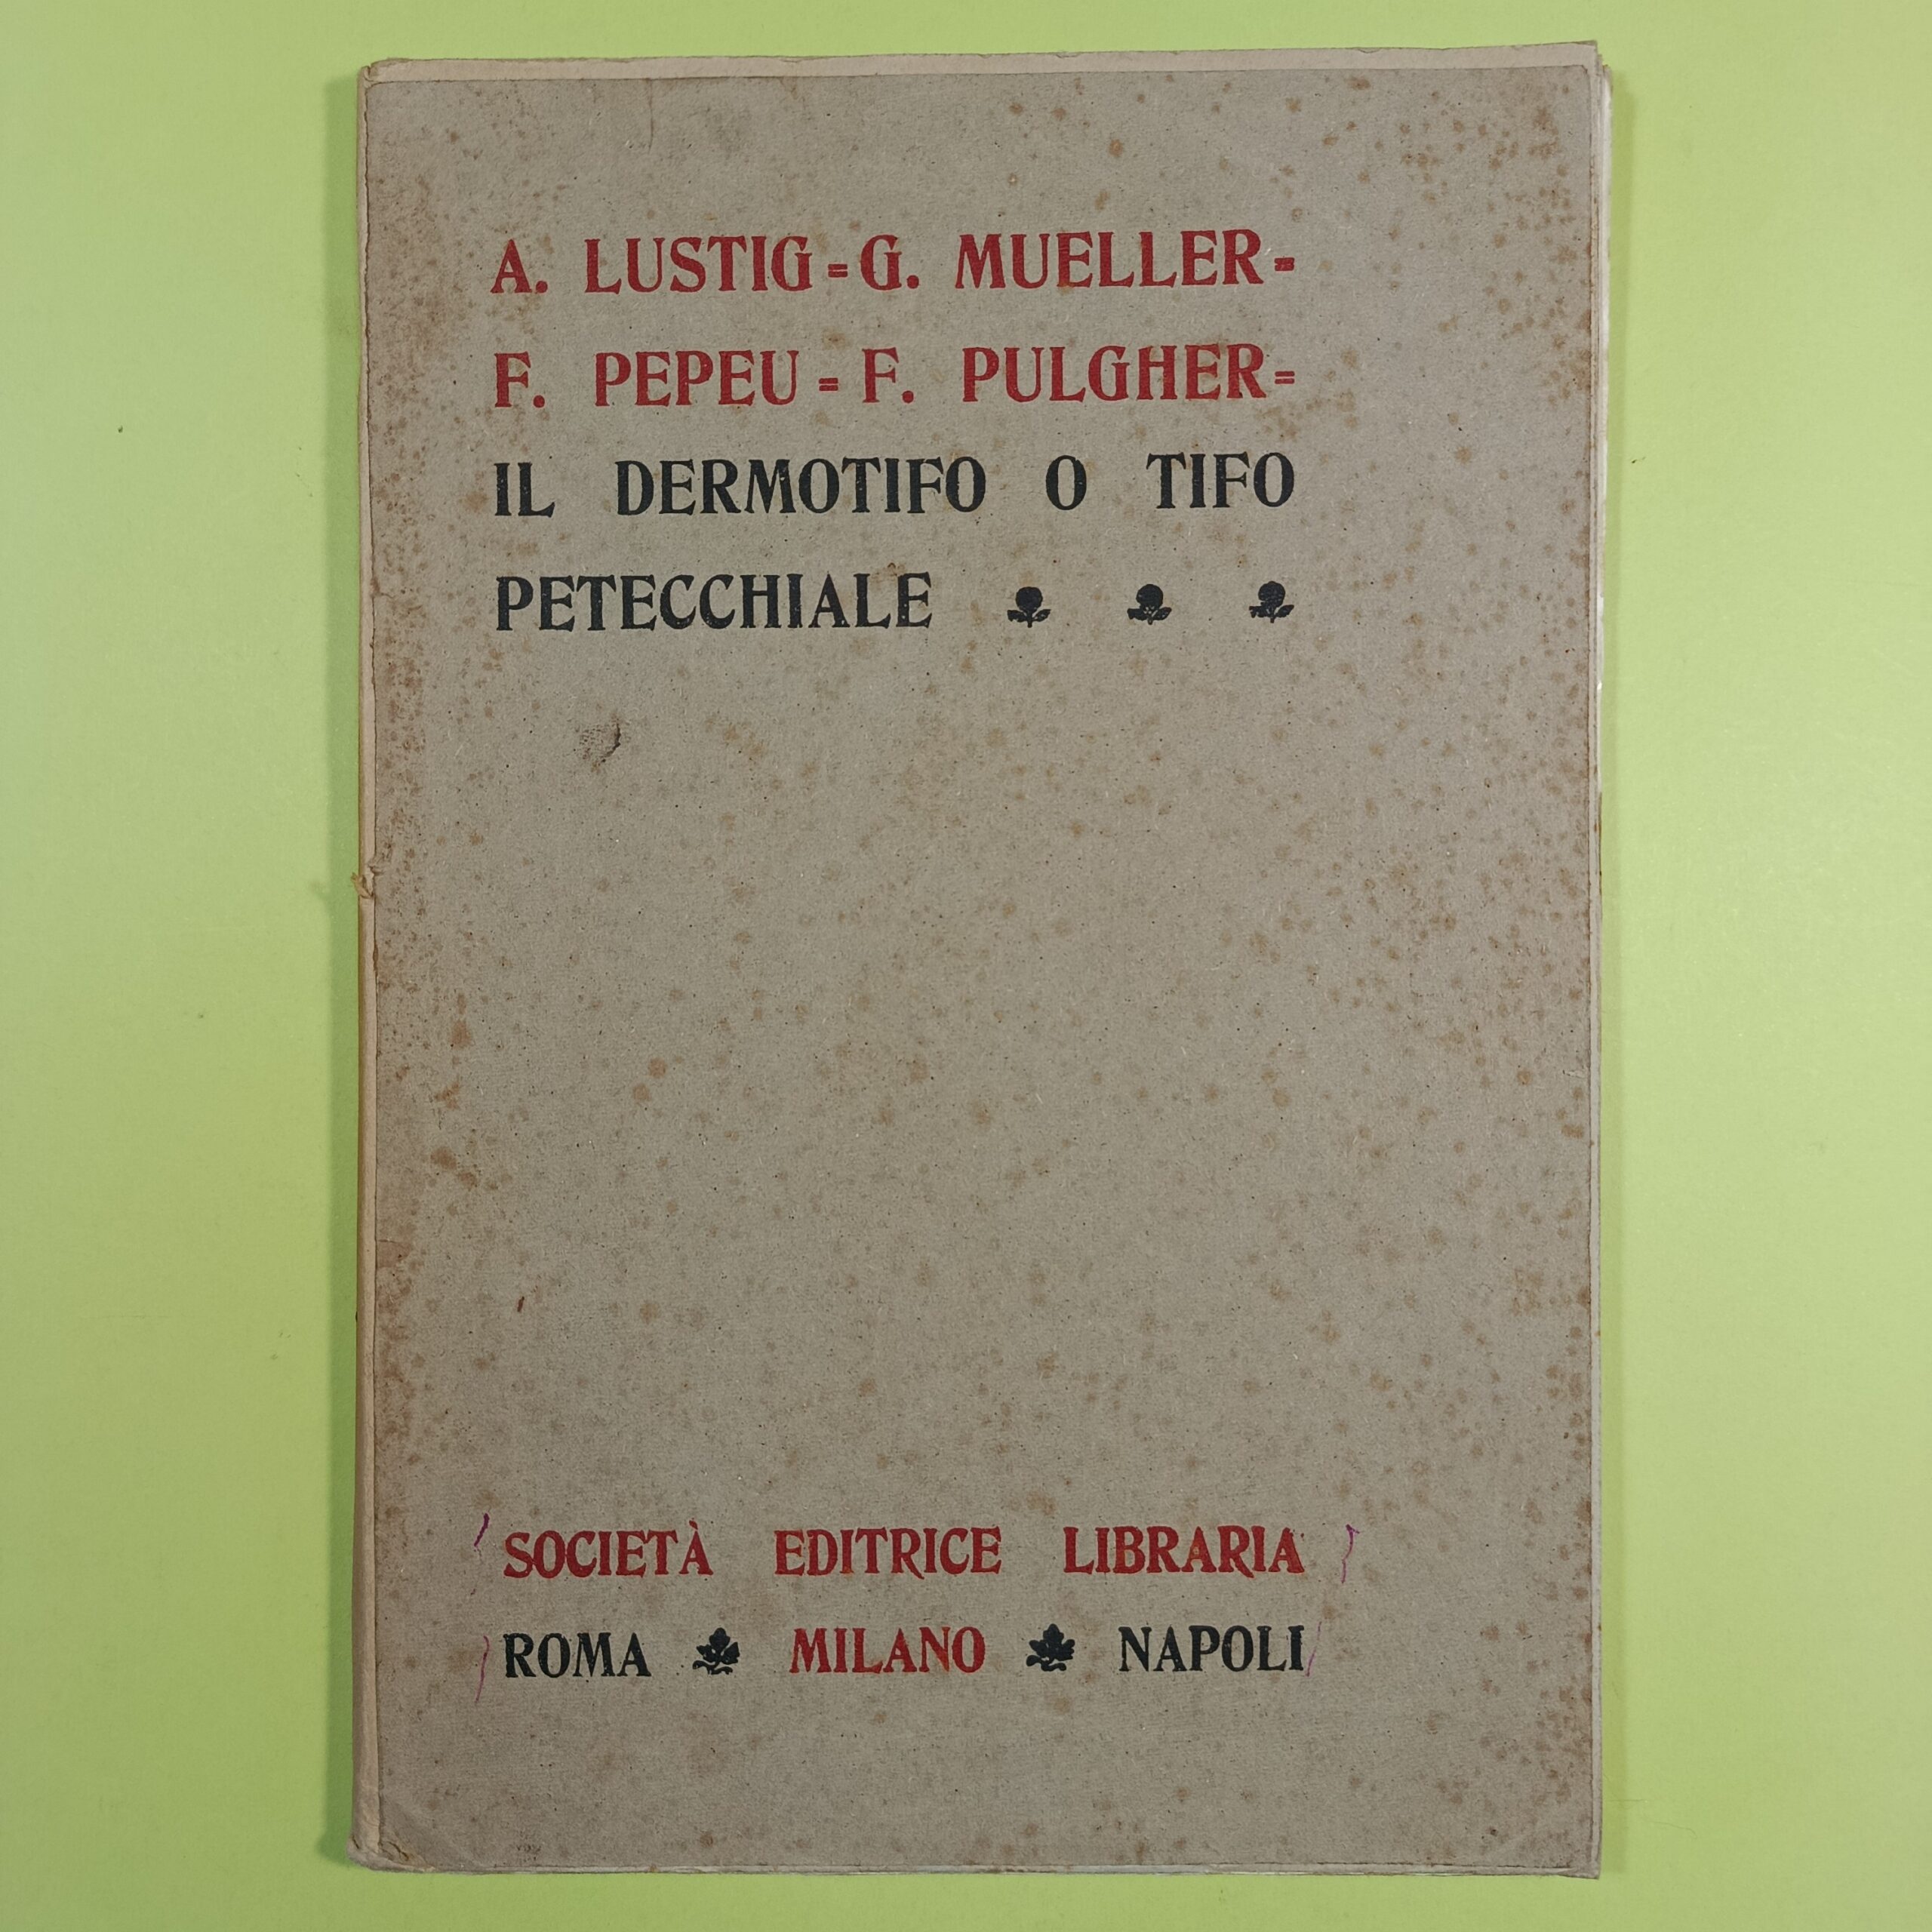 A. LUSTIG=G. MUELLER=
F. PEPEU=F. PULGHER=
IL DERMOTIFO O TIFO
PETECCHIALE
SOCIETÀ EDITRICE LIBRARIA
ROMA MILANO NAPOLI